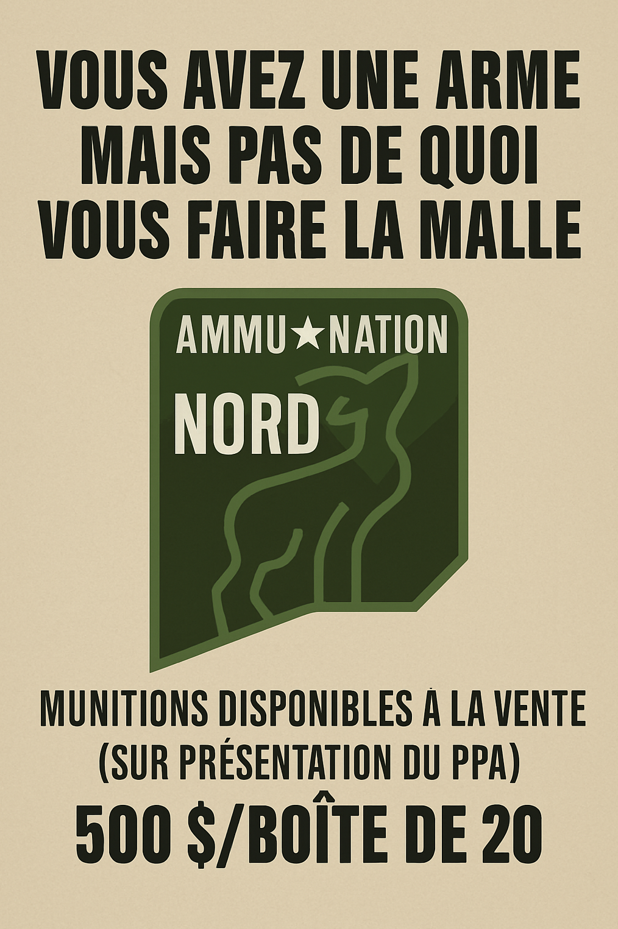 VOUS AVEZ UNE ARME
MAIS PAS DE QUOI
VOUS FAIRE LA MALLE
AMMU★NATION
NORD
MUNITIONS DISPONIBLES À LA VENTE
(SUR PRÉSENTATION DU PPA)
500 $/BOÎTE DE 20